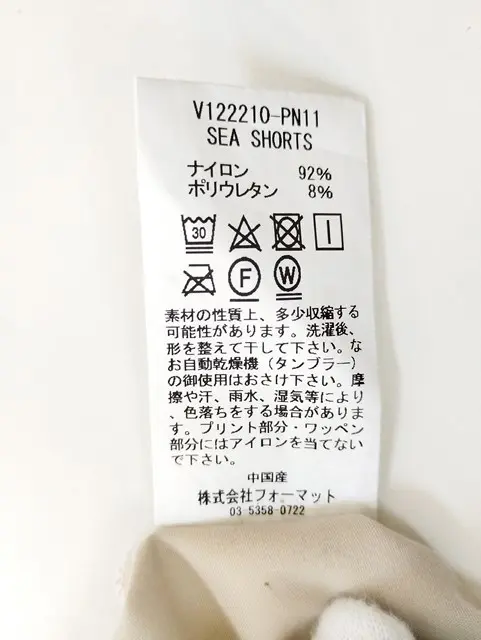 V122210-PN11
SEA SHORTS
ナイロン 92%
ポリウレタン 8%
30
F W
素材の性質上、多少収縮する
可能性があります。洗濯後、
形を整えて干して下さい。な
お自動乾燥機（タンブラー）
の御使用はおさけ下さい。摩
擦や汗、雨水、湿気等により
、色落ちをする場合がありま
す。プリント部分・ワッペン
部分にはアイロンを当てない
で下さい。
中国産
株式会社フォーマット
03 5358-0722